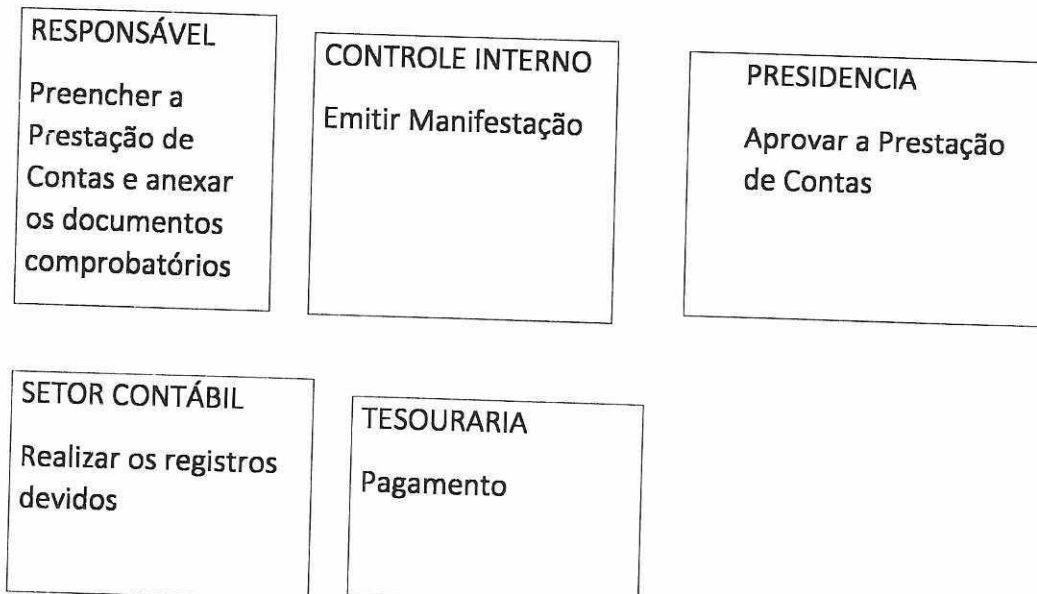 RESPONSÁVEL
Preencher a
Prestação de
Contas e anexar
os documentos
comprobatórios
CONTROLE INTERNO
Emitir Manifestação
PRESIDENCIA
Aprovar a Prestação
de Contas
SETOR CONTÁBIL
Realizar os registros
devidos
TESOURARIA
Pagamento